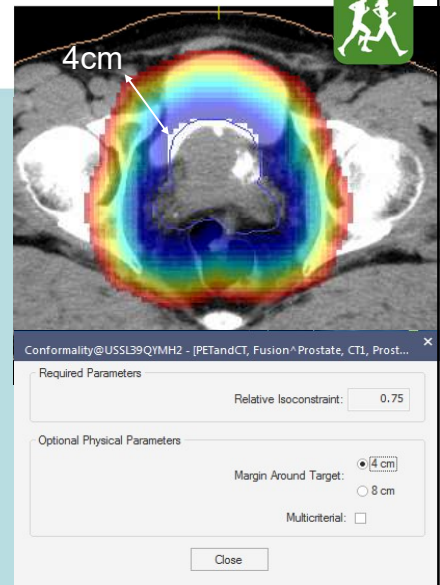 4cm
Conformality@USSL39QYMH2 - [PETandCT, Fusion^Prostate, CT1, Prost...
Required Parameters
Relative Isoconstraint: 0.75
Optional Physical Parameters
Margin Around Target:
4 cm
8 cm
Multicriterial:
Close